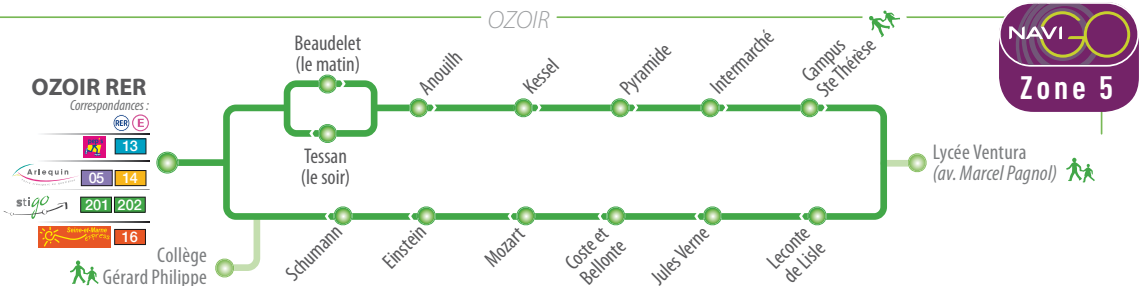 OZOIR
NAVIGO
Zone 5
OZOIR RER
Correspondances :
RER E
13
Arlequin 05 14
stigo 201 202
Seine-et-Marne Express 16
Beaudelet
(le matin)
Tessan
(le soir)
Anouilh
Kessel
Pyramide
Intermarché
Campus
Ste Thérèse
Lycée Ventura
(av. Marcel Pagnol)
Collège
Gérard Philippe
Schumann
Einstein
Mozart
Coste et
Bellonte
Jules Verne
Leconte
de Lisle